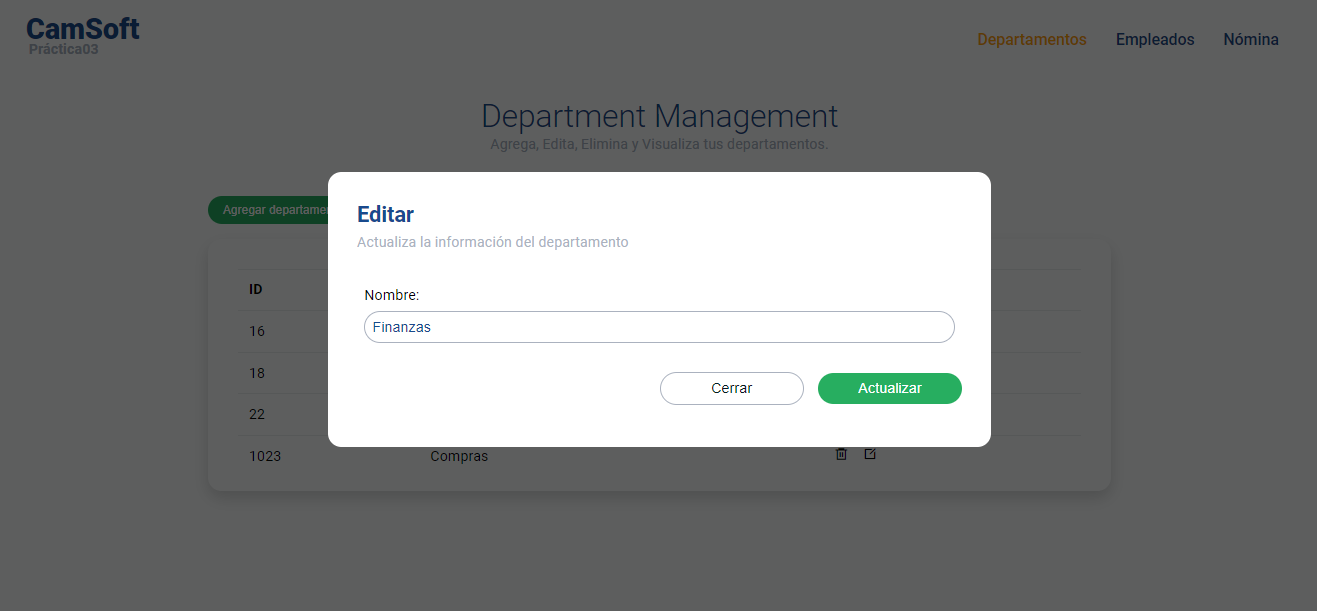 CamSoft
Práctica03
Departamentos Empleados Nómina
Department Management
Agrega, Edita, Elimina y Visualiza tus departamentos.
Agregar
Editar
Actualiza la información del departamento
Nombre:
Finanzas
Cerrar Actualizar
ID
16
18
22
1023 Compras